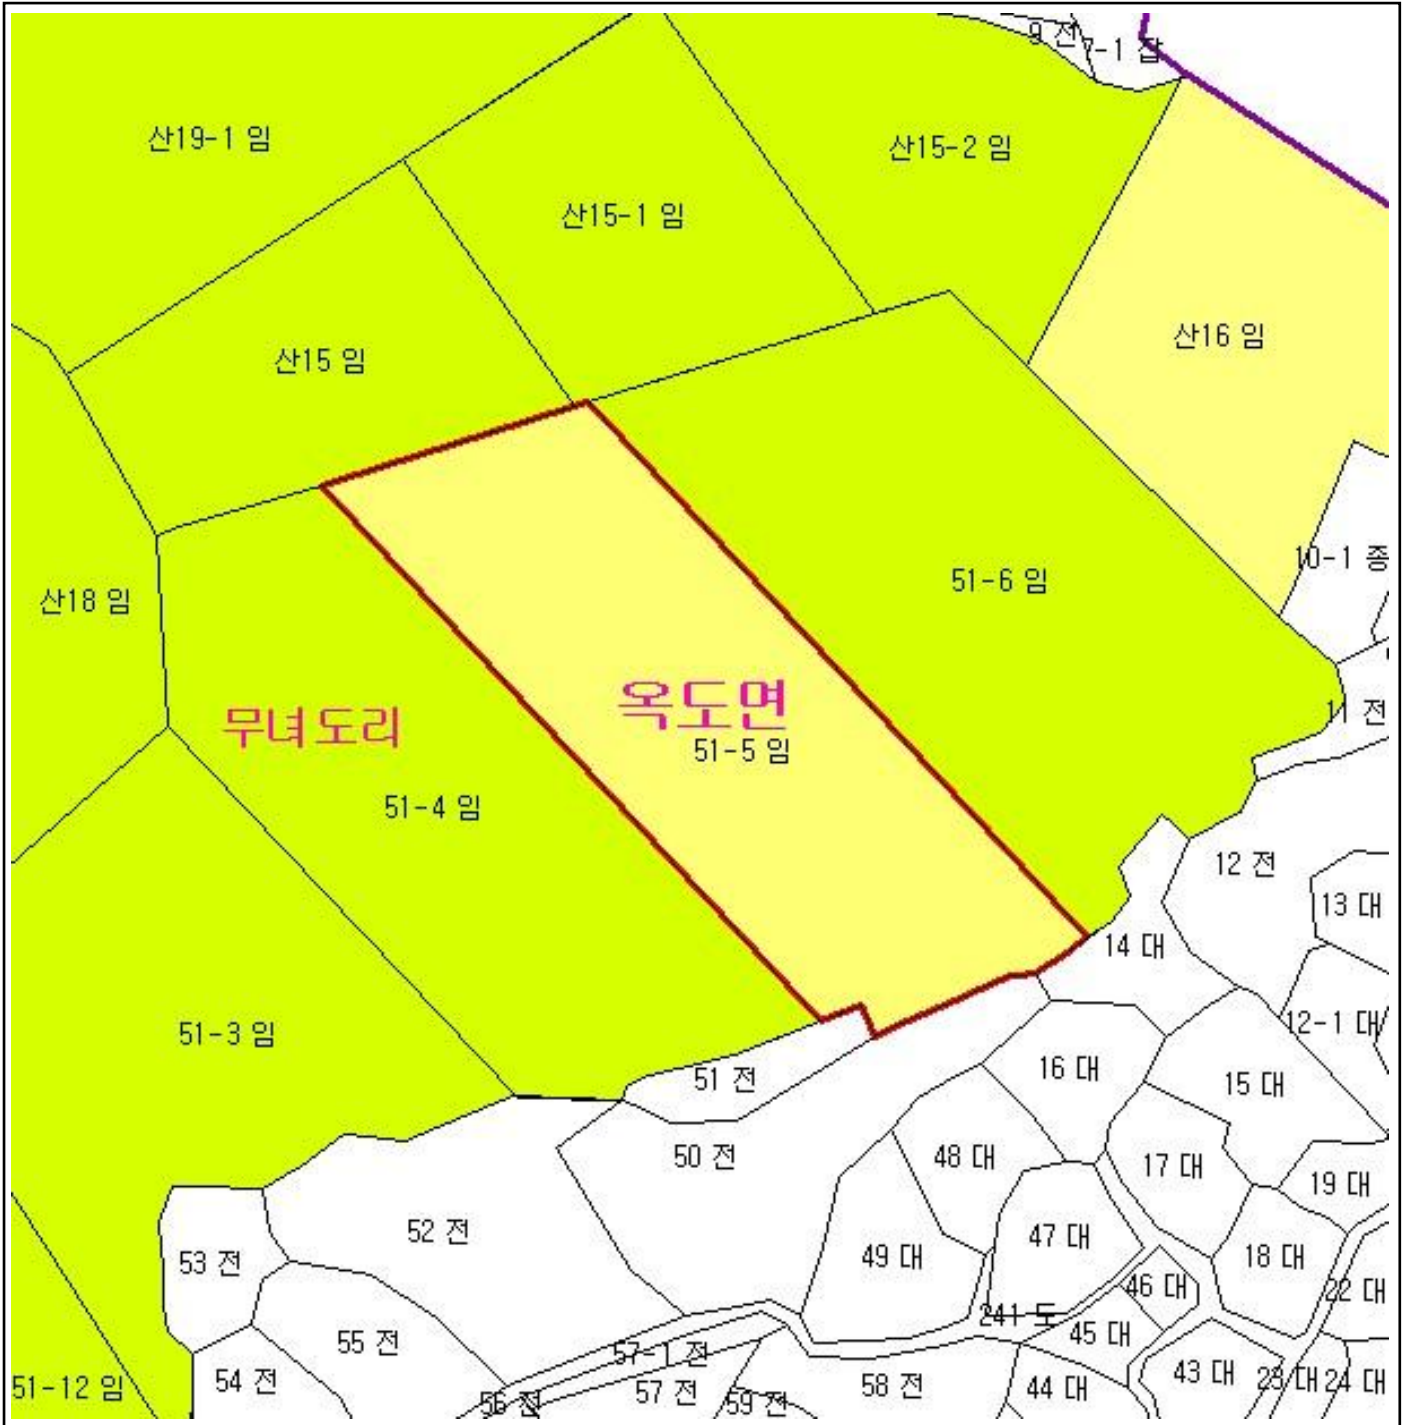 9 전
7-1 잡
산19-1 임
산15-2 임
산15-1 임
산16 임
산15 임
10-1 종
51-6 임
산18 임
옥도면
무녀도리
11 전
51-5 임
51-4 임
12 전
13 대
14 대
12-1 대
51-3 임
16 대
51 전
15 대
50 전
48 대
17 대
19 대
52 전
47 대
49 대
18 대
53 전
46 대
22 대
241 도
45 대
55 전
57-1 전
43 대
54 전
51-12 임
58 전
44 대
23 대
24 대
57 전
56 전
59 전